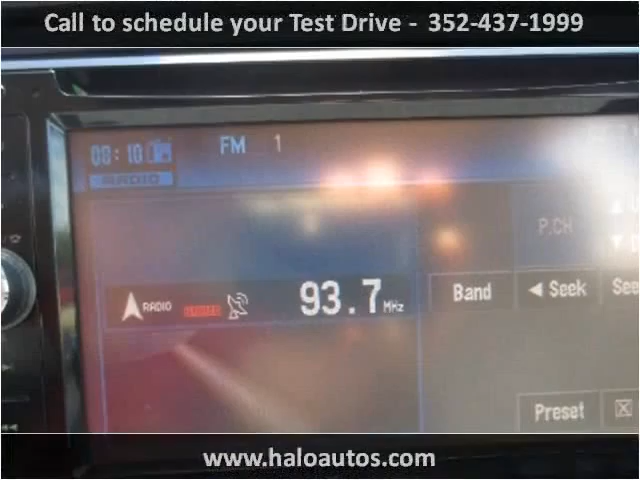 Call to schedule your Test Drive - 352-437-1999
08:10
FM 1
RADIO
P.CH
RADIO
93.7 MHz
Band
◄ Seek
See
Preset
www.haloautos.com